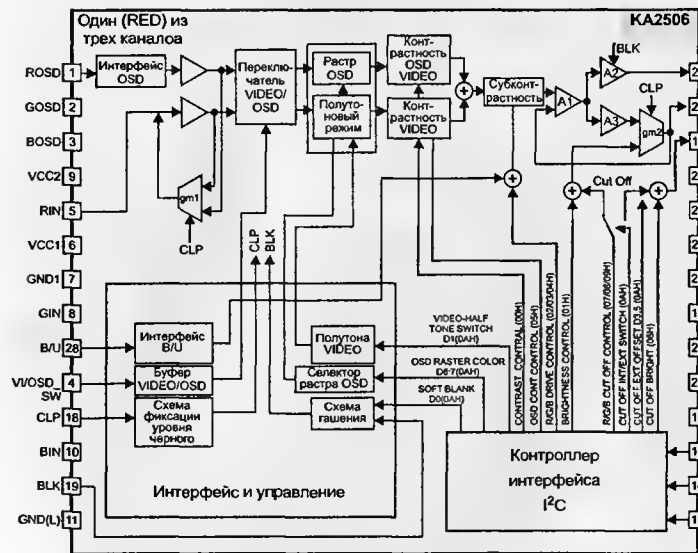 Один (RED) из
трех каналоа
KA2506
ROSD 1
GOSD 2
BOSD 3
VCC2 9
RIN 5
VCC1 6
GND1 7
GIN 8
B/U 28
VI/OSD_
SW 4
CLP 18
BIN 10
BLK 19
GND(L) 11
Интерфейс
OSD
Переклю-
чатель
VIDEO/
OSD
Растр
OSD
Полуто-
новый
режим
Конт-
растность
OSD
VIDEO
Конт-
растность
VIDEO
Субконт-
растность
A1
BLK
A2
A3
CLP
gm2
gm1
CLP
CLP
BLK
Cut Off
Интерфейс
B/U
Буфер
VIDEO/OSD
Схема
фиксации
уровня
черного
Полутона
VIDEO
Селектор
растра OSD
Схема
гашения
Интерфейс и управление
VIDEO-HALF
TONE SWITCH
D1(0AH)
OSD RASTER COLOR
D6-7(0AH)
SOFT BLANK
D0(0AH)
CONTRAST CONTRAL (00H)
OSD CONT CONTROL (05H)
R/G/B DRIVE CONTROL (02/03/04H)
BRIGHTNESS CONTROL (01H)
R/G/B CUT OFF CONTROL (07/08/09H)
CUT OFF INT/EXT SWITCH (0AH)
CUT OFF EXT OFFSET D3,5 (0AH)
CUT OFF BRIGHT (06H)
Контроллер
интерфейса
I²C